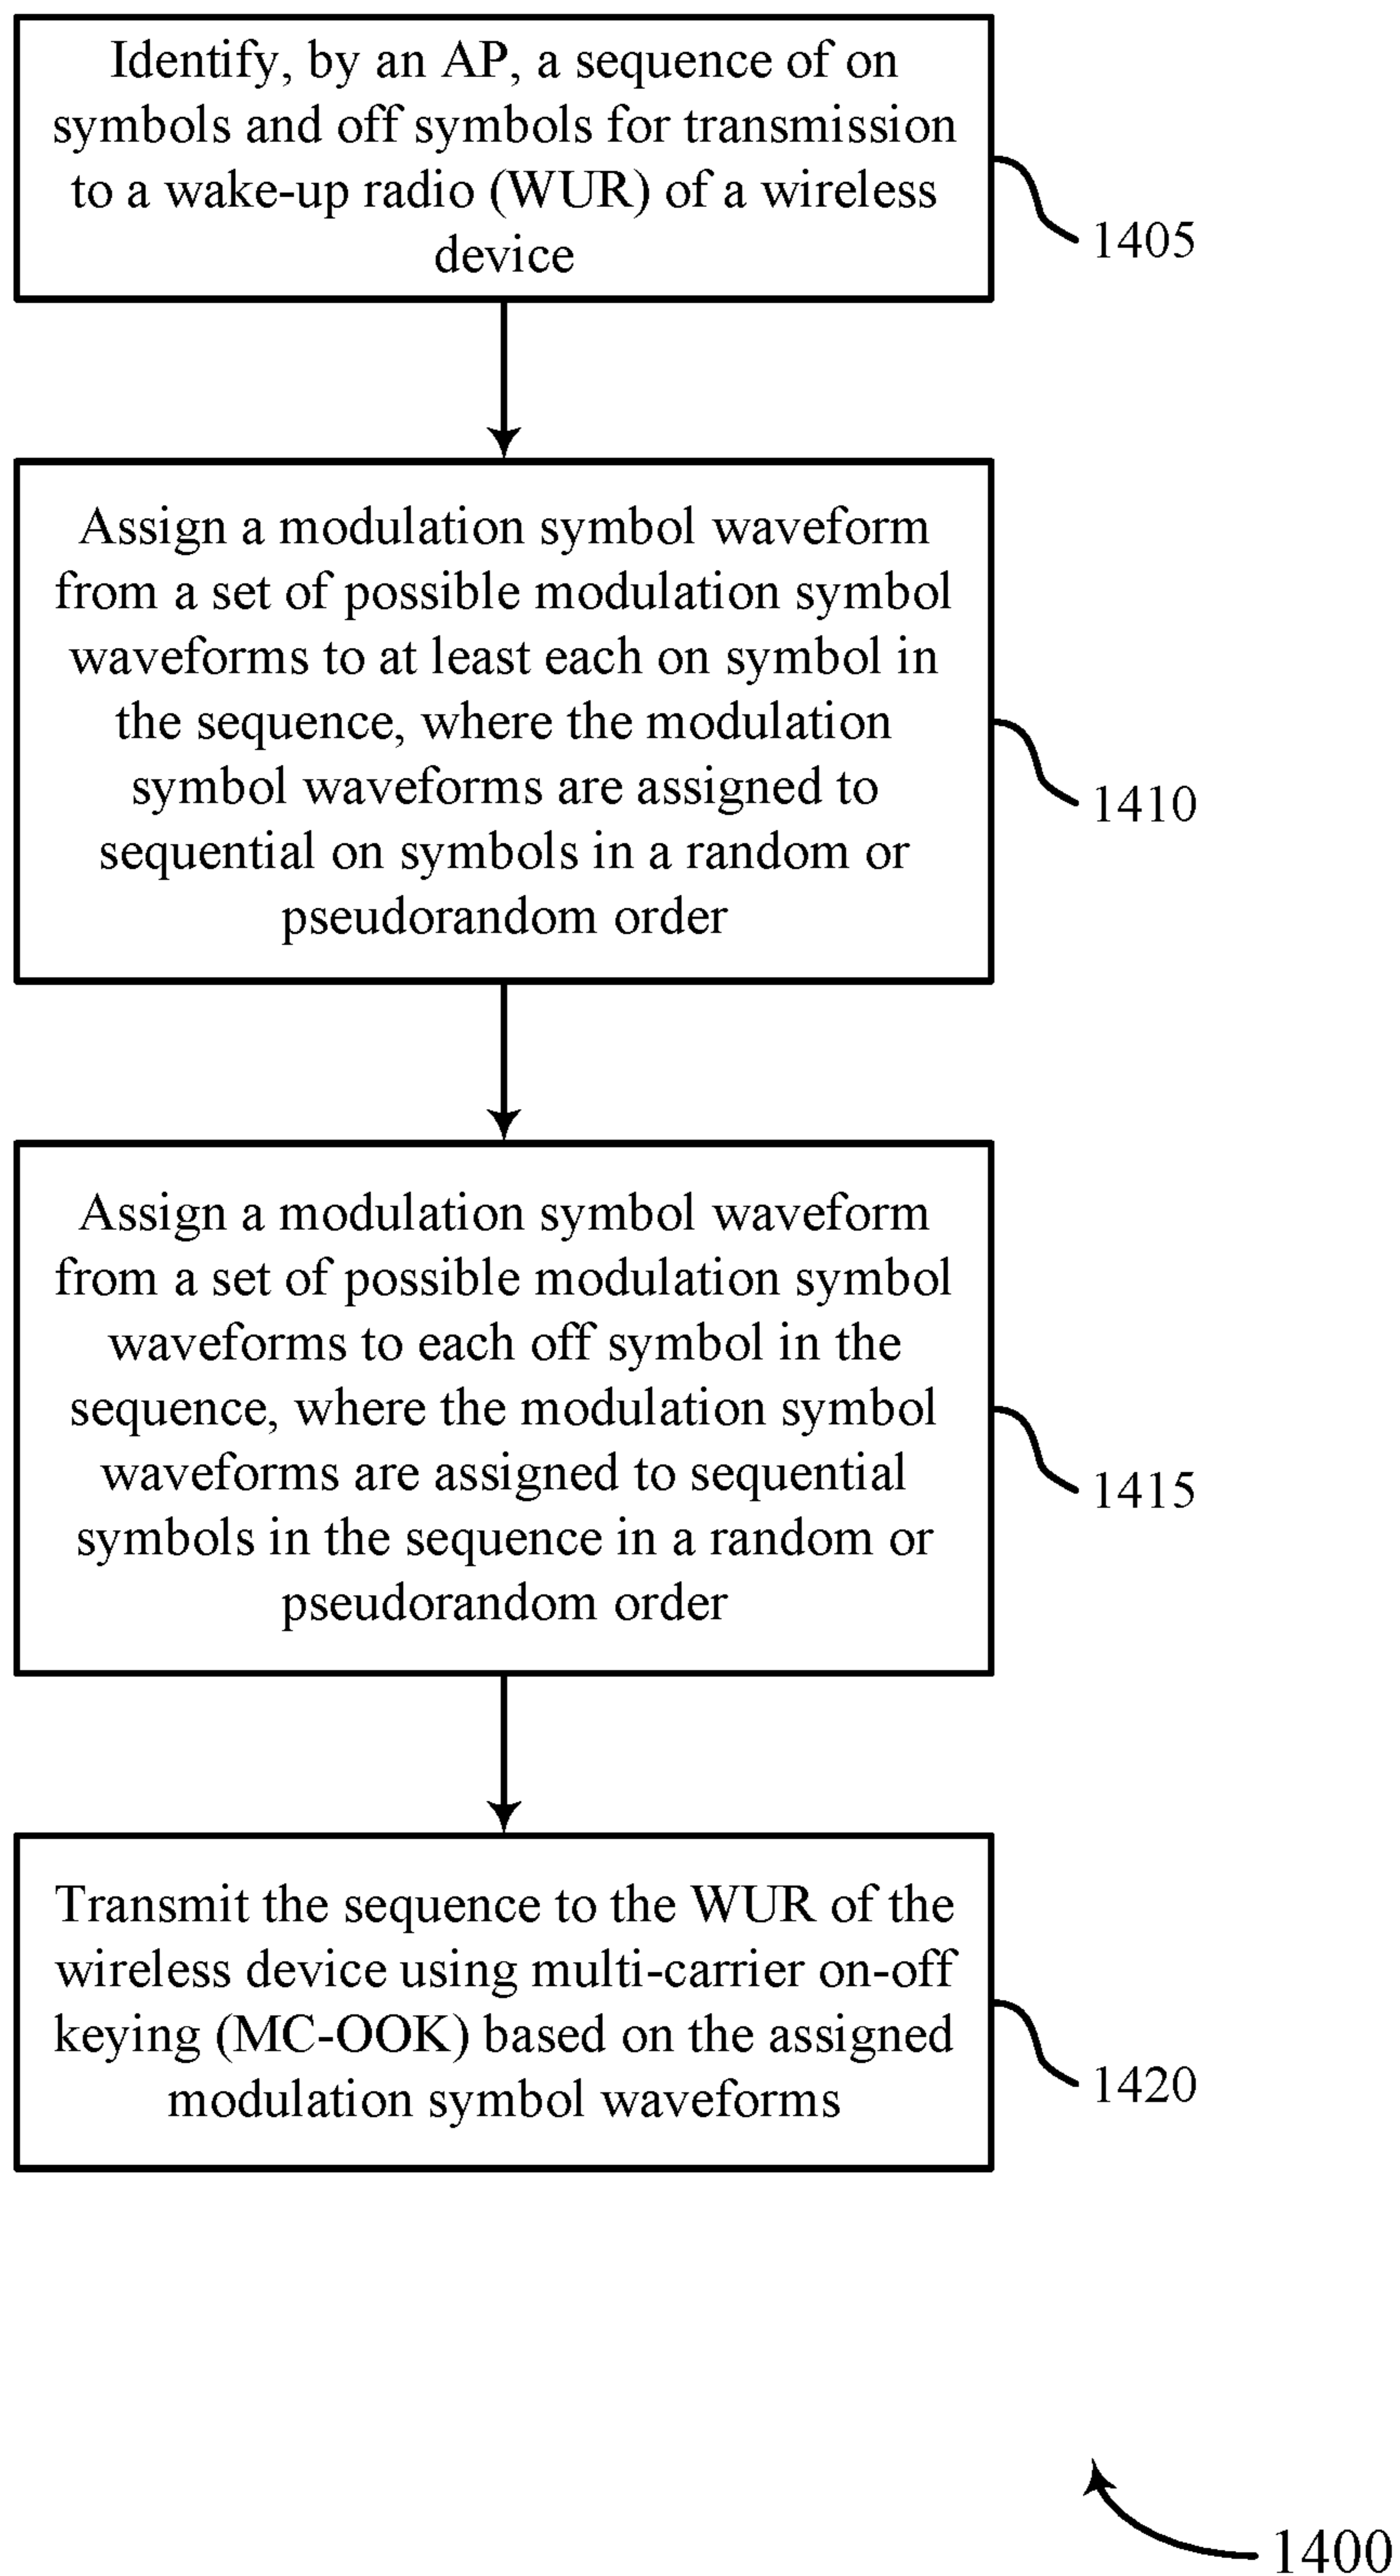 Identify, by an AP, a sequence of on
symbols and off symbols for transmission
to a wake-up radio (WUR) of a wireless
device
1405
Assign a modulation symbol waveform
from a set of possible modulation symbol
waveforms to at least each on symbol in
the sequence, where the modulation
symbol waveforms are assigned to
sequential on symbols in a random or
pseudorandom order
1410
Assign a modulation symbol waveform
from a set of possible modulation symbol
waveforms to each off symbol in the
sequence, where the modulation symbol
waveforms are assigned to sequential
symbols in the sequence in a random or
pseudorandom order
1415
Transmit the sequence to the WUR of the
wireless device using multi-carrier on-off
keying (MC-OOK) based on the assigned
modulation symbol waveforms
1420
1400